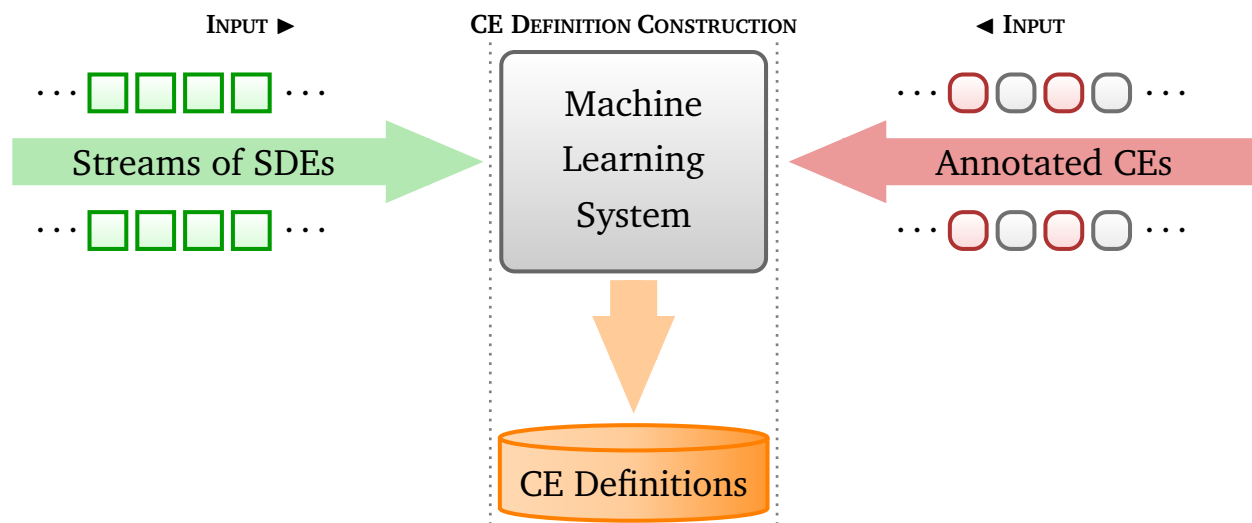 INPUT ►
CE DEFINITION CONSTRUCTION
◄ INPUT
··· ···
··· ···
Machine
Learning
System
Streams of SDEs
Annotated CEs
··· ···
··· ···
CE Definitions